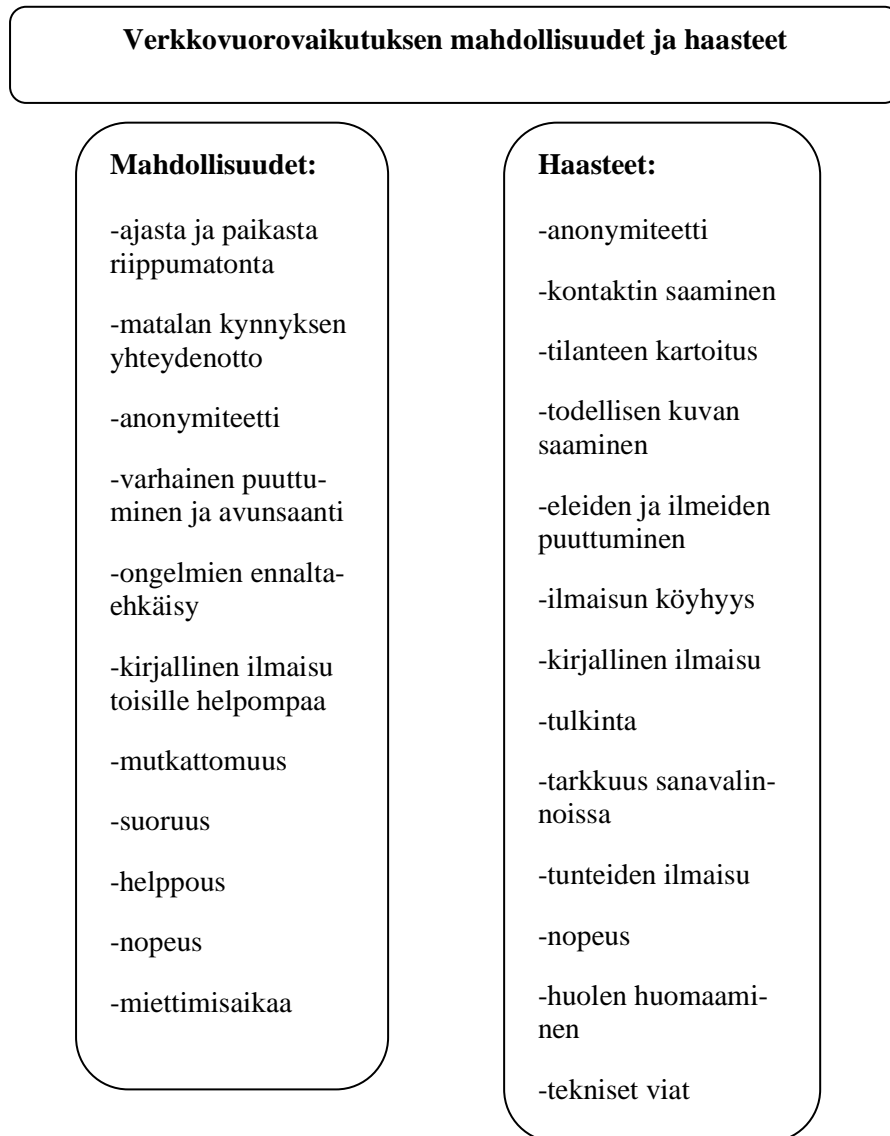 Verkkovuorovaikutuksen mahdollisuudet ja haasteet
Mahdollisuudet:
-ajasta ja paikasta
riippumatonta
-matalan kynnyksen
yhteydenotto
-anonymiteetti
-varhainen puuttu-
minen ja avunsaanti
-ongelmien ennalta-
ehkäisy
-kirjallinen ilmaisu
toisille helpompaa
-mutkattomuus
-suoruus
-helppous
-nopeus
-miettimisaikaa
Haasteet:
-anonymiteetti
-kontaktin saaminen
-tilanteen kartoitus
-todellisen kuvan
saaminen
-eleiden ja ilmeiden
puuttuminen
-ilmaisun köyhyys
-kirjallinen ilmaisu
-tulkinta
-tarkkuus sanavalin-
noissa
-tunteiden ilmaisu
-nopeus
-huolen huomaami-
nen
-tekniset viat